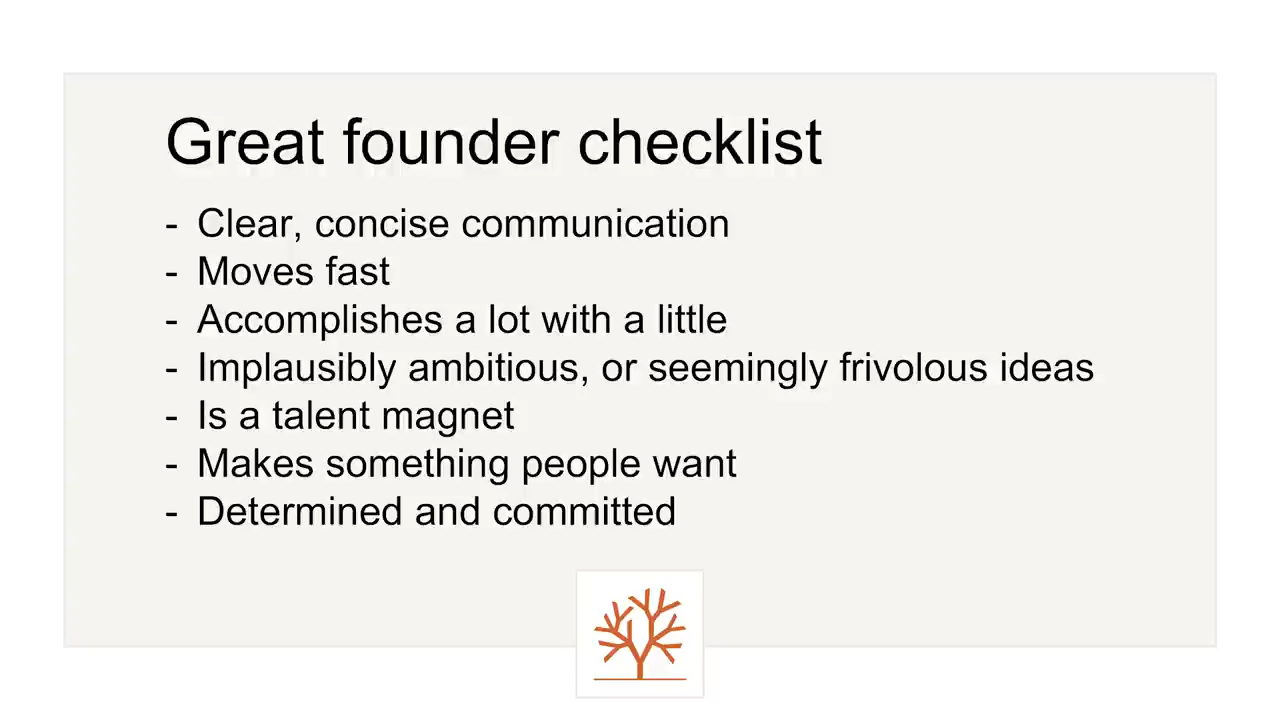 Great founder checklist
- Clear, concise communication
- Moves fast
- Accomplishes a lot with a little
- Implausibly ambitious, or seemingly frivolous ideas
- Is a talent magnet
- Makes something people want
- Determined and committed